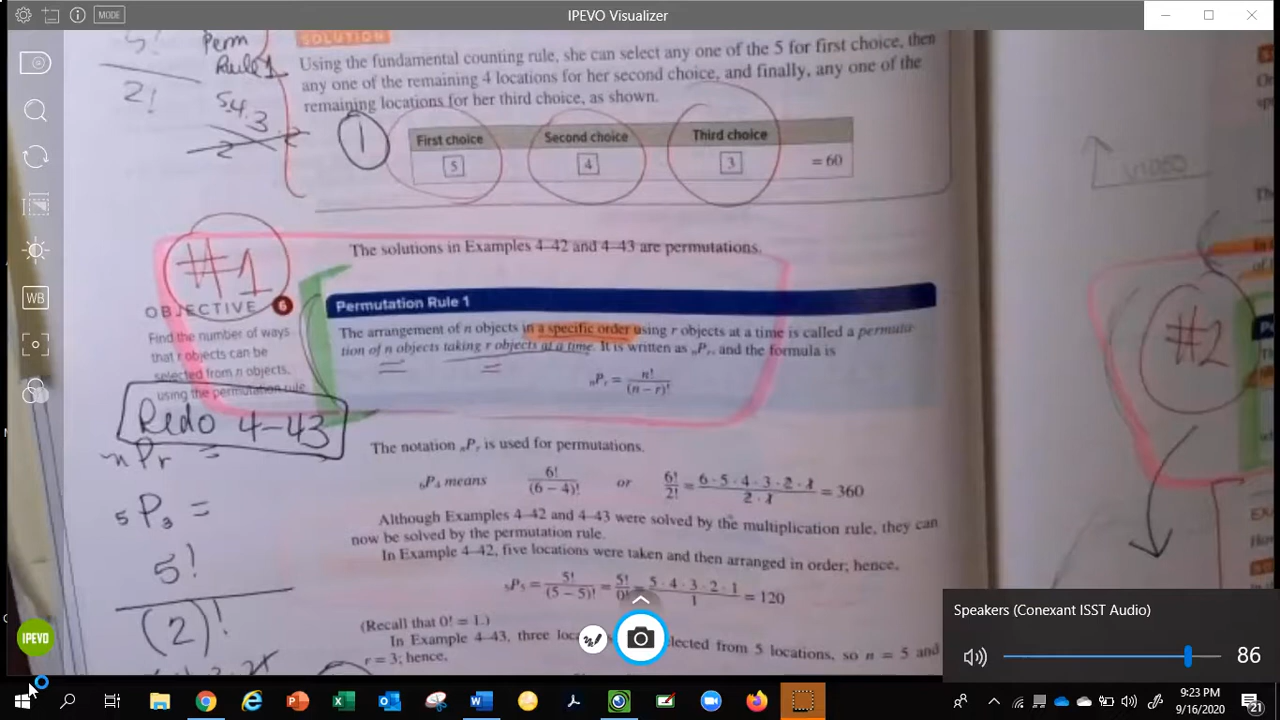 MODE
IPEVO Visualizer
SOLUTION
Using the fundamental counting rule, she can select any one of the 5 for first choice, then
any one of the remaining 4 locations for her second choice, and finally, any one of the
remaining locations for her third choice, as shown.
5!
2!
Perm
Rule 1
5.4.3
1
First choice Second choice Third choice
5 4 3 = 60
VIDEO
The solutions in Examples 4–42 and 4–43 are permutations.
#1
OBJECTIVE 6
Find the number of ways
that r objects can be
selected from n objects,
using the permutation rule
Permutation Rule 1
The arrangement of n objects in a specific order using r objects at a time is called a permuta-
tion of n objects taking r objects at a time. It is written as nPr, and the formula is
nPr = n!/(n − r)!
#2
Redo 4-43
nPr =
5P3 =
5!
(2)!
The notation nPr is used for permutations.
6P4 means 6!/(6 − 4)! or 6!/2! = 6 · 5 · 4 · 3 · 2 · 1/2 · 1 = 360
Although Examples 4–42 and 4–43 were solved by the multiplication rule, they can
now be solved by the permutation rule.
In Example 4–42, five locations were taken and then arranged in order; hence,
5P5 = 5!/(5 − 5)! = 5!/0! = 5 · 4 · 3 · 2 · 1/1 = 120
(Recall that 0! = 1.)
In Example 4–43, three selected from 5 locations, so n = 5 and
r = 3; hence,
WB
IPEVO
Speakers (Conexant ISST Audio)
86
9:23 PM
9/16/2020
21